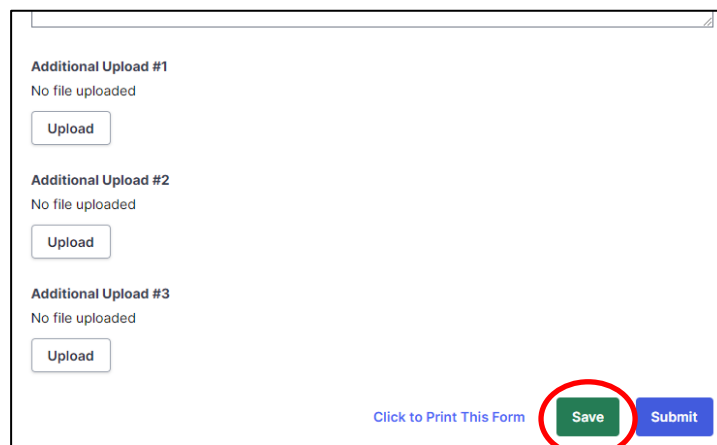 Additional Upload #1
No file uploaded
Upload
Additional Upload #2
No file uploaded
Upload
Additional Upload #3
No file uploaded
Upload
Click to Print This Form Save Submit